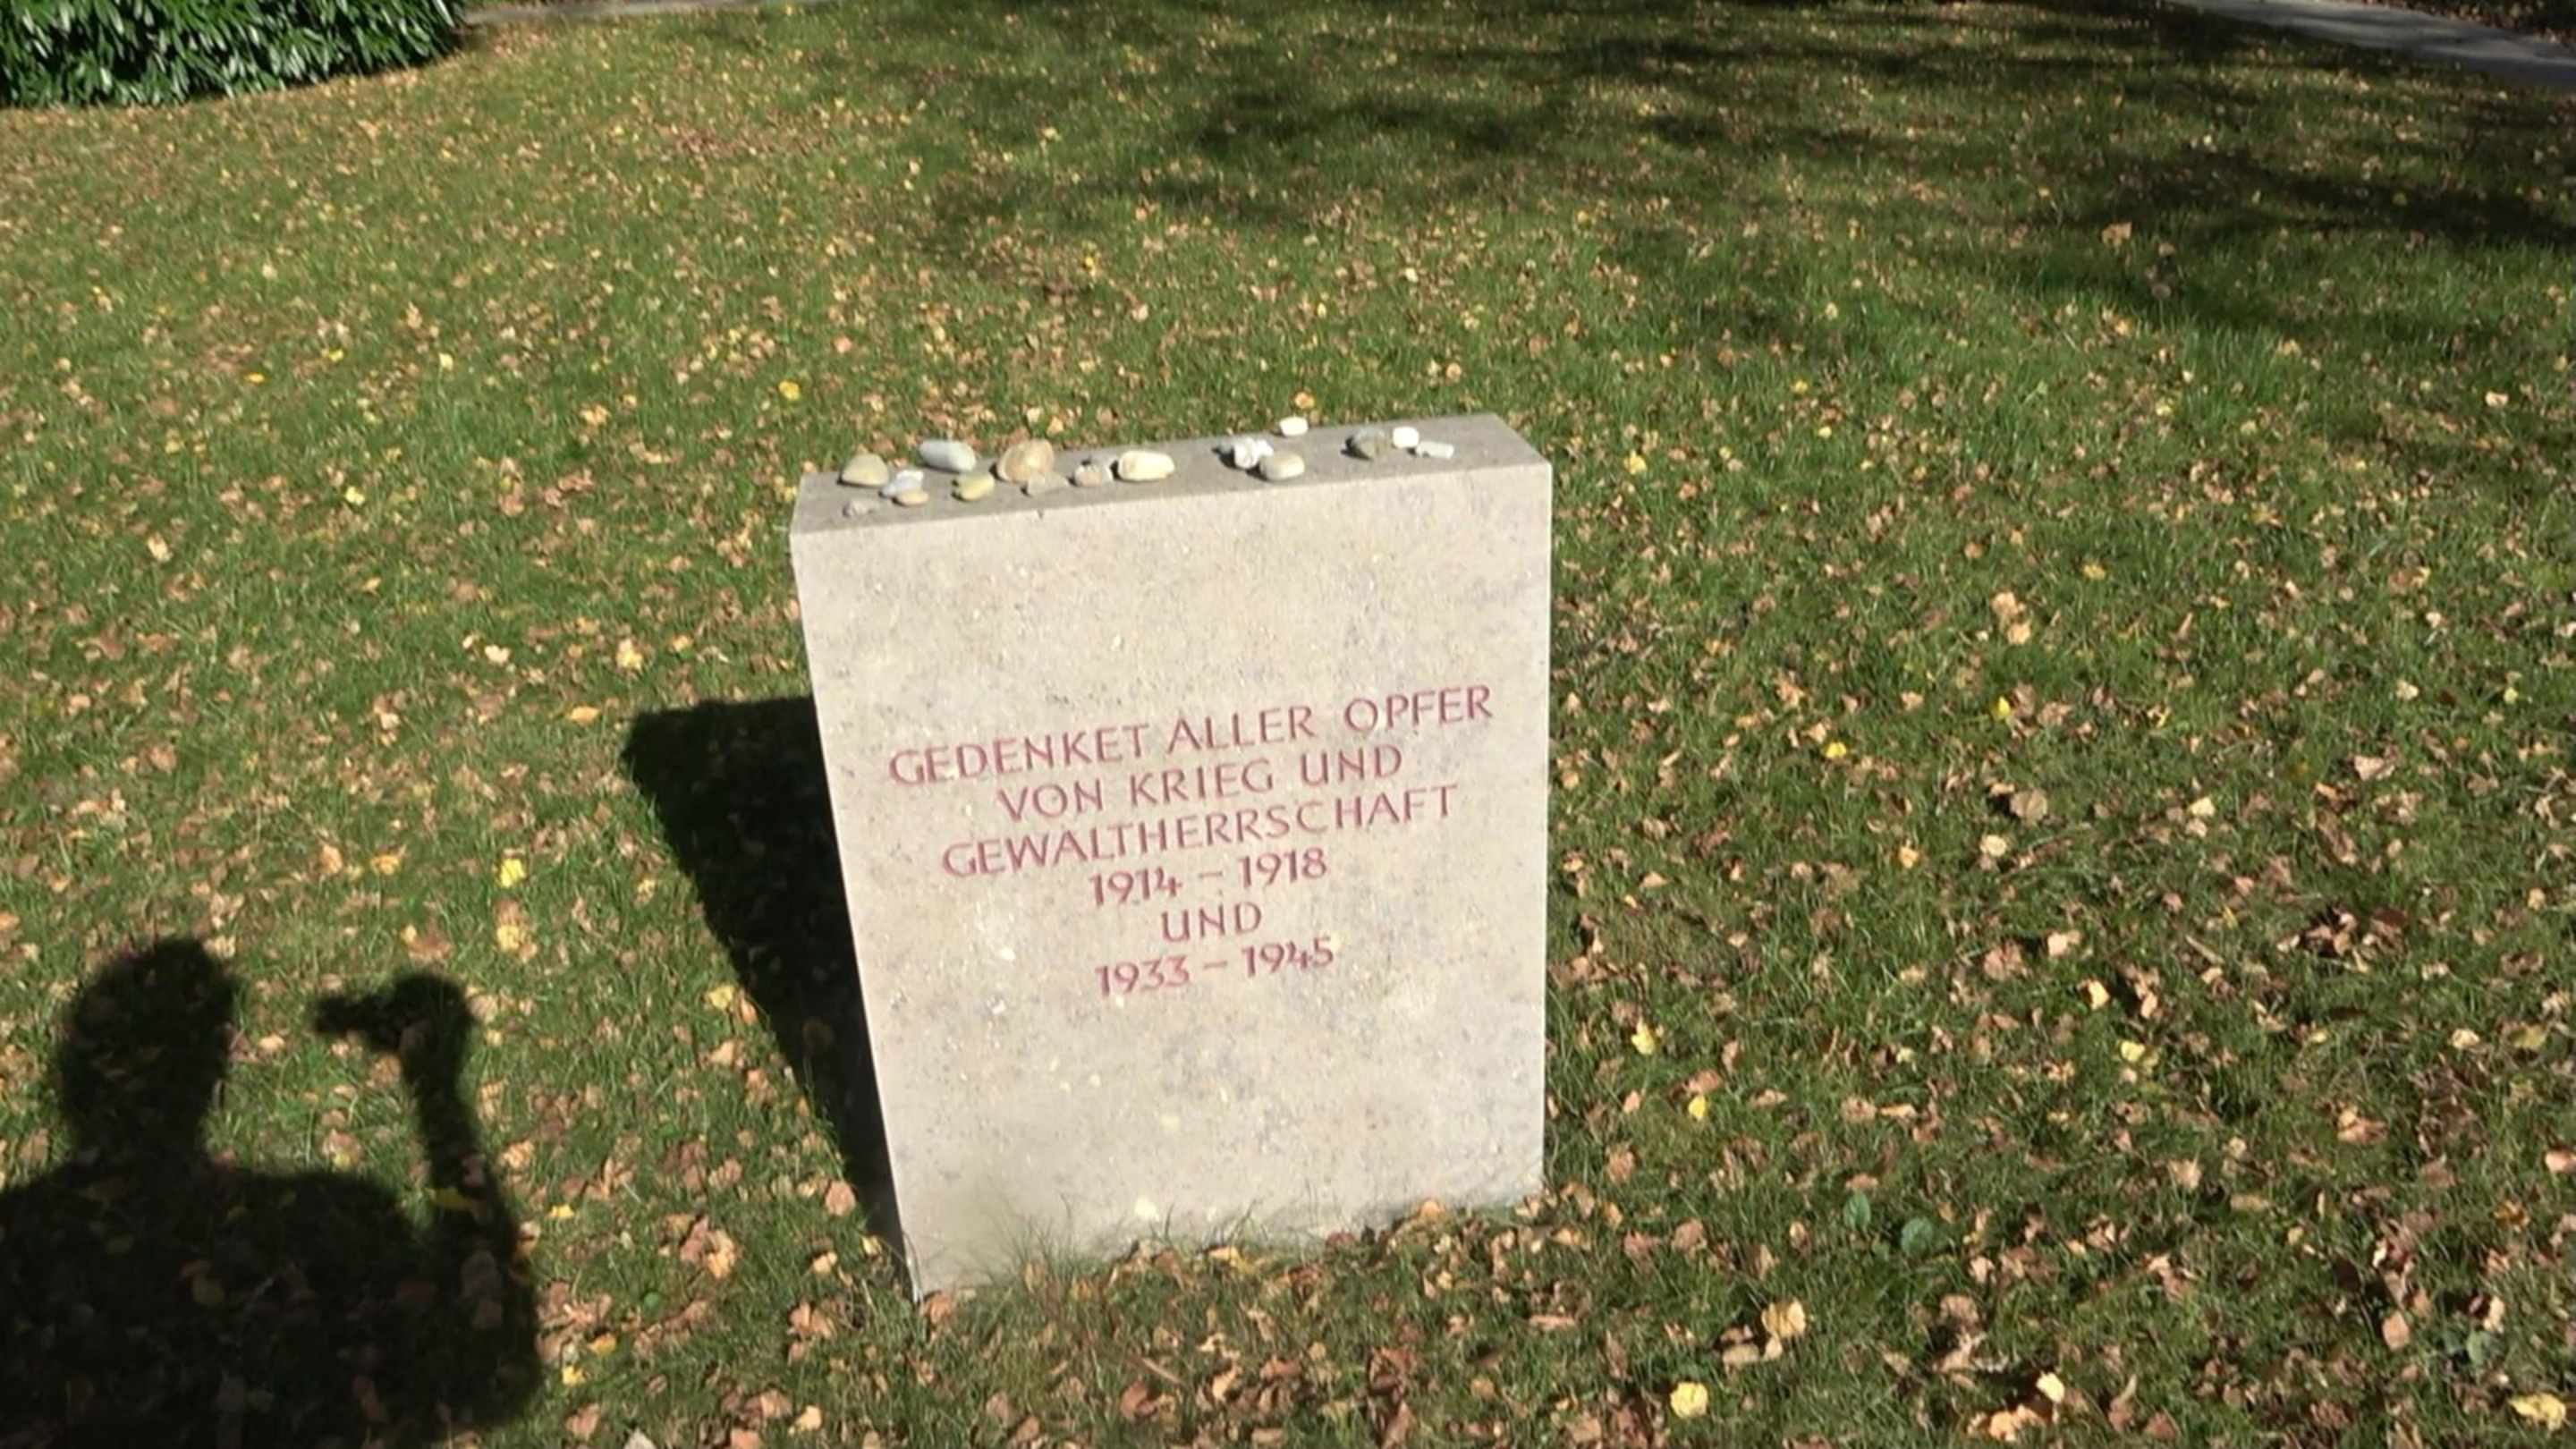 GEDENKET ALLER OPFER
VON KRIEG UND
GEWALTHERRSCHAFT
1914 – 1918
UND
1933 – 1945